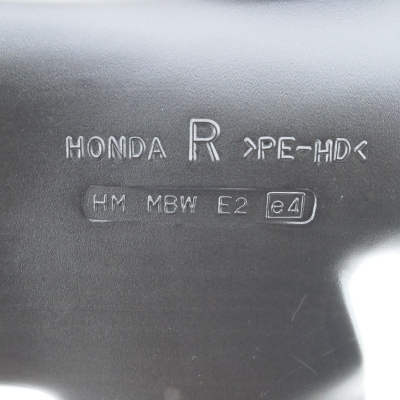 HONDA R >PE-HD<
HM MBW E2 e4